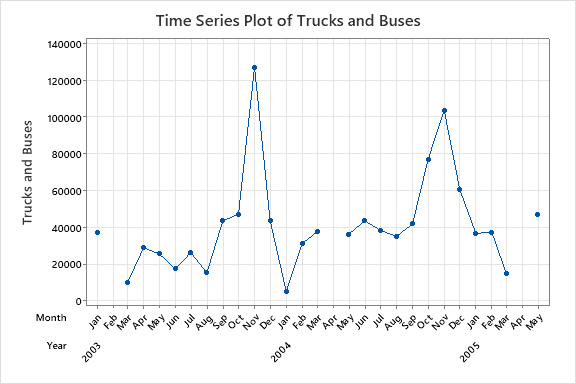 Time Series Plot of Trucks and Buses
Trucks and Buses
140000
120000
100000
80000
60000
40000
20000
0
Month Jan Feb Mar Apr May Jun Jul Aug Sep Oct Nov Dec Jan Feb Mar Apr May Jun Jul Aug Sep Oct Nov Dec Jan Feb Mar Apr May
Year 2003 2004 2005